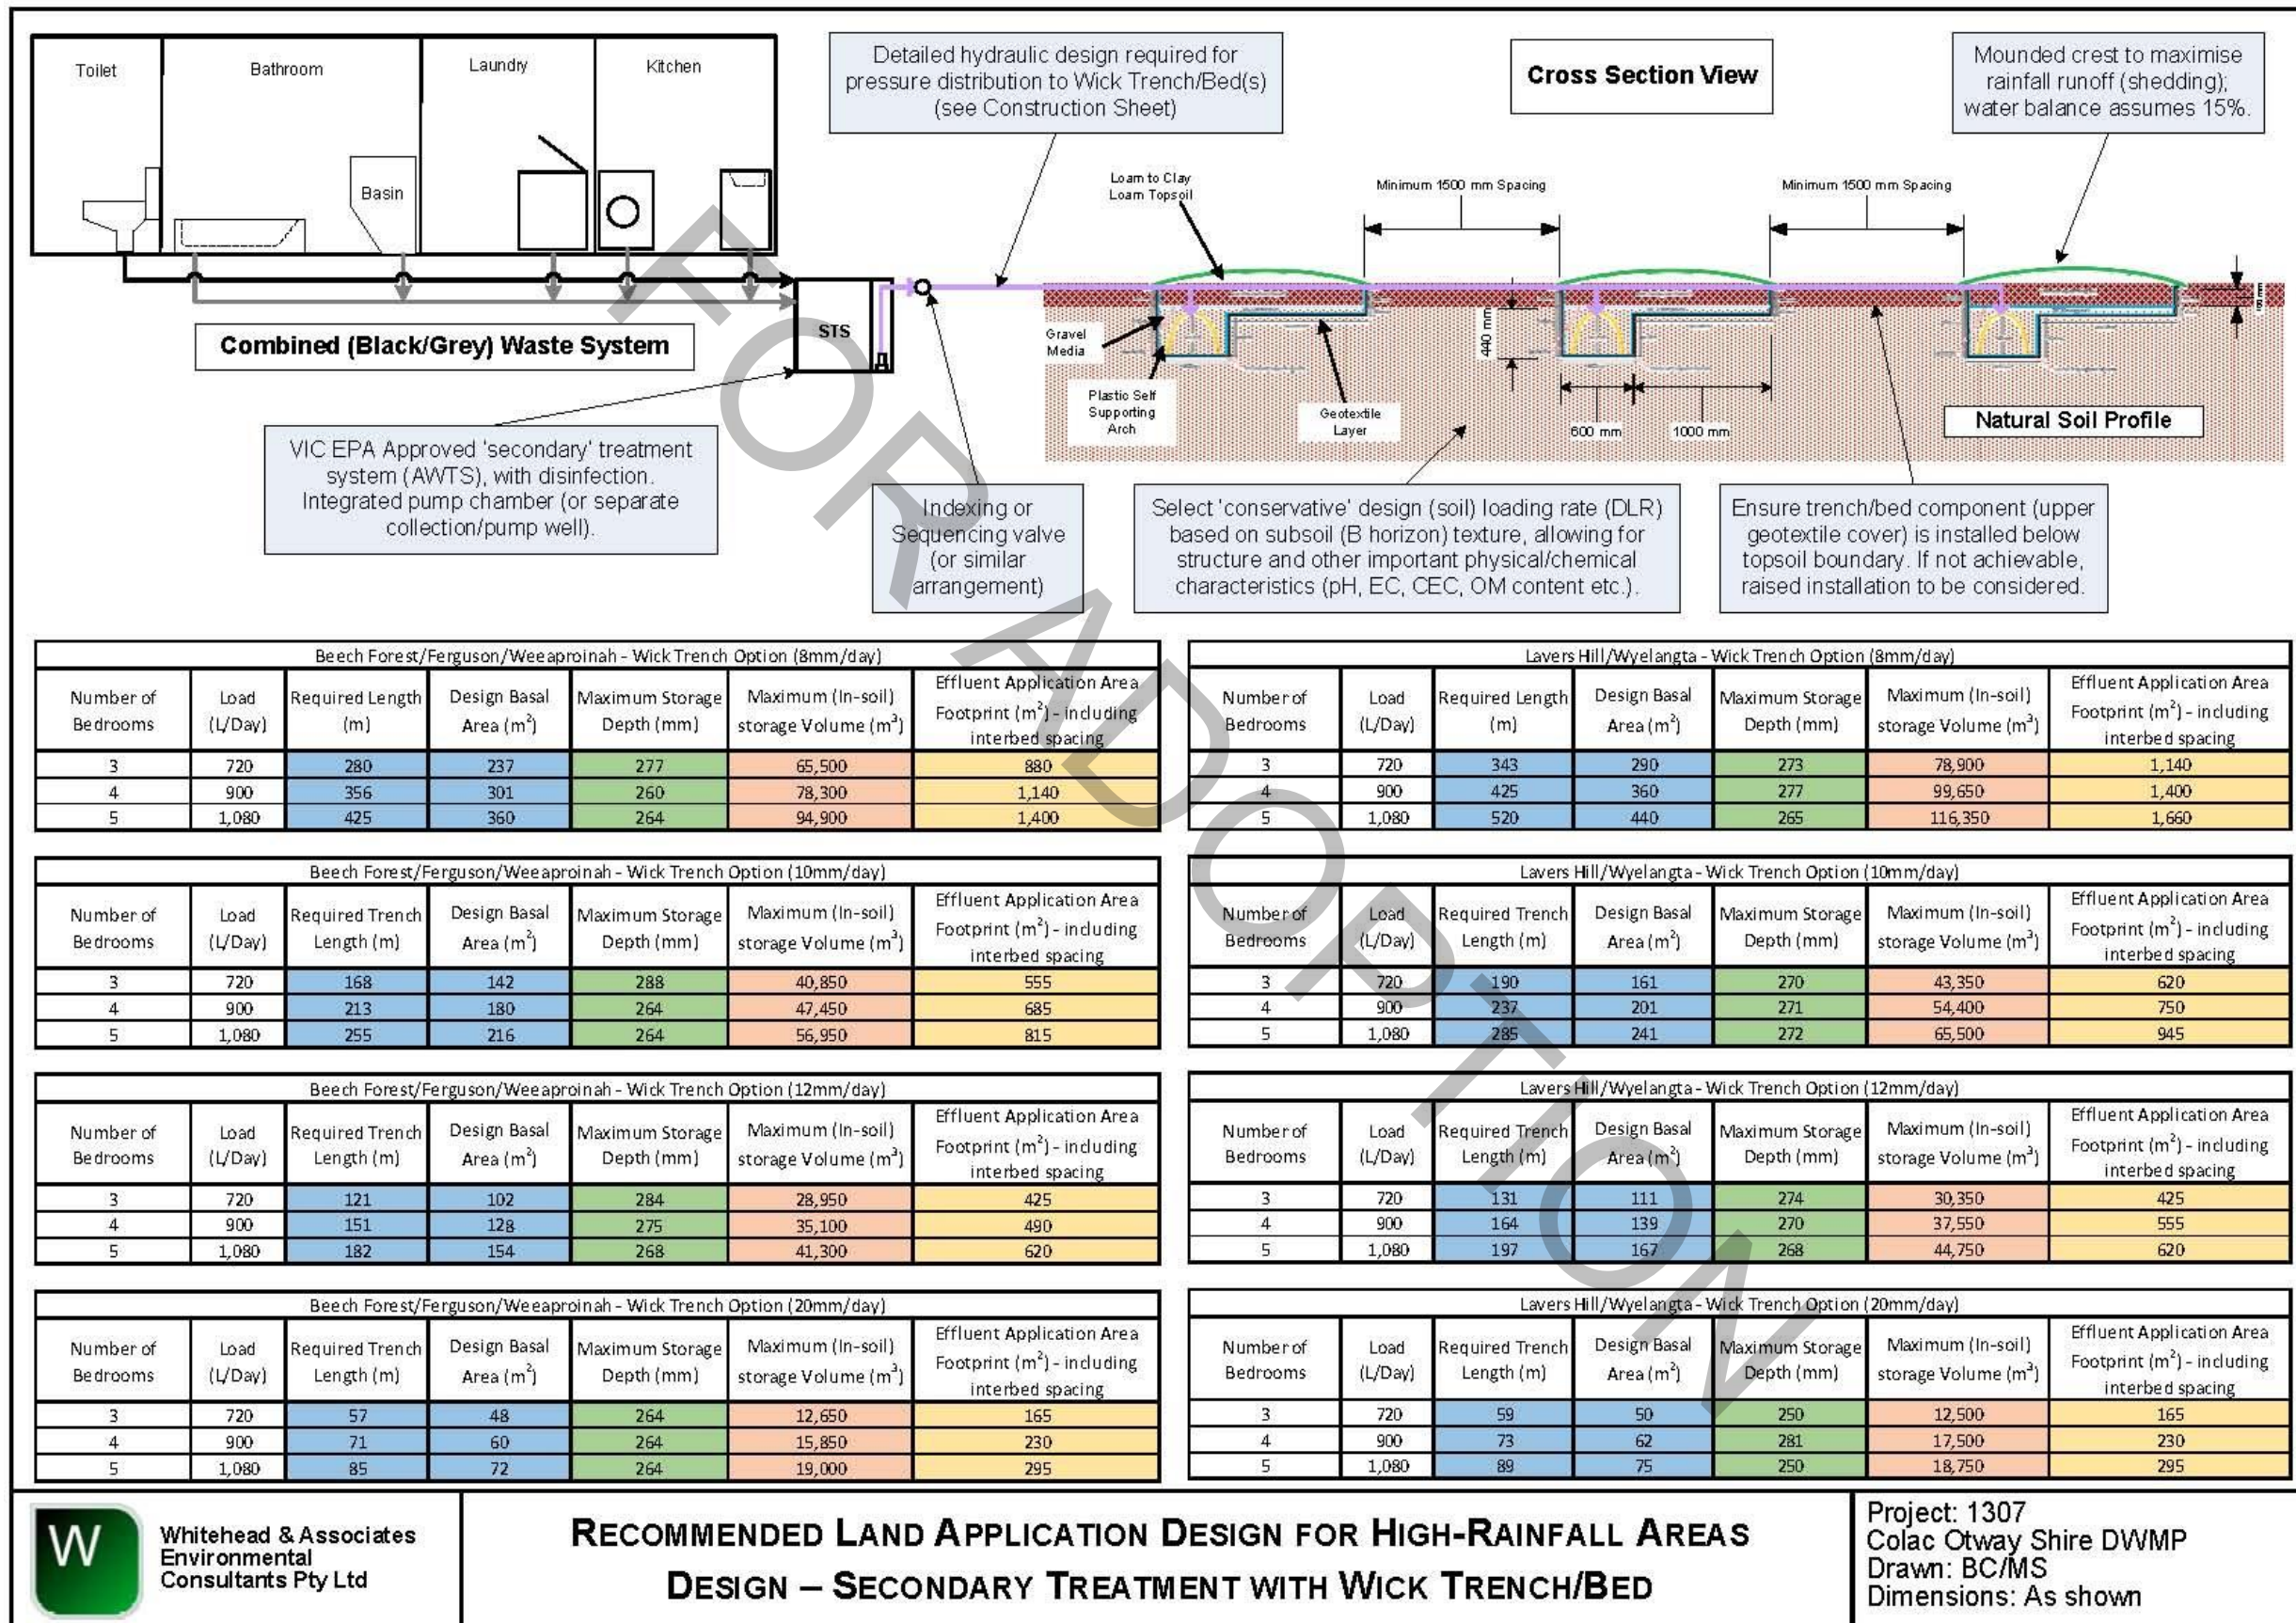 Toilet
Bathroom
Laundry
Kitchen
Basin
Combined (Black/Grey) Waste System
STS
Detailed hydraulic design required for
pressure distribution to Wick Trench/Bed(s)
(see Construction Sheet)
Cross Section View
Mounded crest to maximise
rainfall runoff (shedding);
water balance assumes 15%.
Loam to Clay
Loam Topsoil
Minimum 1500 mm Spacing
Minimum 1500 mm Spacing
Gravel
Media
440 mm
Plastic Self
Supporting
Arch
Geotextile
Layer
600 mm
1000 mm
Natural Soil Profile
VIC EPA Approved 'secondary' treatment
system (AWTS), with disinfection.
Integrated pump chamber (or separate
collection/pump well).
Indexing or
Sequencing valve
(or similar
arrangement)
Select 'conservative' design (soil) loading rate (DLR)
based on subsoil (B horizon) texture, allowing for
structure and other important physical/chemical
characteristics (pH, EC, CEC, OM content etc.).
Ensure trench/bed component (upper
geotextile cover) is installed below
topsoil boundary. If not achievable,
raised installation to be considered.
FOR ADOPTION
Beech Forest/Ferguson/Weeaproinah - Wick Trench Option (8mm/day)
Number of Bedrooms Load (L/Day) Required Length (m) Design Basal Area (m²) Maximum Storage Depth (mm) Maximum (In-soil) storage Volume (m³) Effluent Application Area Footprint (m²) - including interbed spacing
3 720 280 237 277 65,500 880
4 900 356 301 260 78,300 1,140
5 1,080 425 360 264 94,900 1,400
Lavers Hill/Wyelangta - Wick Trench Option (8mm/day)
Number of Bedrooms Load (L/Day) Required Length (m) Design Basal Area (m²) Maximum Storage Depth (mm) Maximum (In-soil) storage Volume (m³) Effluent Application Area Footprint (m²) - including interbed spacing
3 720 343 290 273 78,900 1,140
4 900 425 360 277 99,650 1,400
5 1,080 520 440 265 116,350 1,660
Beech Forest/Ferguson/Weeaproinah - Wick Trench Option (10mm/day)
Number of Bedrooms Load (L/Day) Required Trench Length (m) Design Basal Area (m²) Maximum Storage Depth (mm) Maximum (In-soil) storage Volume (m³) Effluent Application Area Footprint (m²) - including interbed spacing
3 720 168 142 288 40,850 555
4 900 213 180 264 47,450 685
5 1,080 255 216 264 56,950 815
Lavers Hill/Wyelangta - Wick Trench Option (10mm/day)
Number of Bedrooms Load (L/Day) Required Trench Length (m) Design Basal Area (m²) Maximum Storage Depth (mm) Maximum (In-soil) storage Volume (m³) Effluent Application Area Footprint (m²) - including interbed spacing
3 720 190 161 270 43,350 620
4 900 237 201 271 54,400 750
5 1,080 285 241 272 65,500 945
Beech Forest/Ferguson/Weeaproinah - Wick Trench Option (12mm/day)
Number of Bedrooms Load (L/Day) Required Trench Length (m) Design Basal Area (m²) Maximum Storage Depth (mm) Maximum (In-soil) storage Volume (m³) Effluent Application Area Footprint (m²) - including interbed spacing
3 720 121 102 284 28,950 425
4 900 151 128 275 35,100 490
5 1,080 182 154 268 41,300 620
Lavers Hill/Wyelangta - Wick Trench Option (12mm/day)
Number of Bedrooms Load (L/Day) Required Trench Length (m) Design Basal Area (m²) Maximum Storage Depth (mm) Maximum (In-soil) storage Volume (m³) Effluent Application Area Footprint (m²) - including interbed spacing
3 720 131 111 274 30,350 425
4 900 164 139 270 37,550 555
5 1,080 197 167 268 44,750 620
Beech Forest/Ferguson/Weeaproinah - Wick Trench Option (20mm/day)
Number of Bedrooms Load (L/Day) Required Trench Length (m) Design Basal Area (m²) Maximum Storage Depth (mm) Maximum (In-soil) storage Volume (m³) Effluent Application Area Footprint (m²) - including interbed spacing
3 720 57 48 264 12,650 165
4 900 71 60 264 15,850 230
5 1,080 85 72 264 19,000 295
Lavers Hill/Wyelangta - Wick Trench Option (20mm/day)
Number of Bedrooms Load (L/Day) Required Trench Length (m) Design Basal Area (m²) Maximum Storage Depth (mm) Maximum (In-soil) storage Volume (m³) Effluent Application Area Footprint (m²) - including interbed spacing
3 720 59 50 250 12,500 165
4 900 73 62 281 17,500 230
5 1,080 89 75 250 18,750 295
W
Whitehead & Associates
Environmental
Consultants Pty Ltd
RECOMMENDED LAND APPLICATION DESIGN FOR HIGH-RAINFALL AREAS
DESIGN – SECONDARY TREATMENT WITH WICK TRENCH/BED
Project: 1307
Colac Otway Shire DWMP
Drawn: BC/MS
Dimensions: As shown